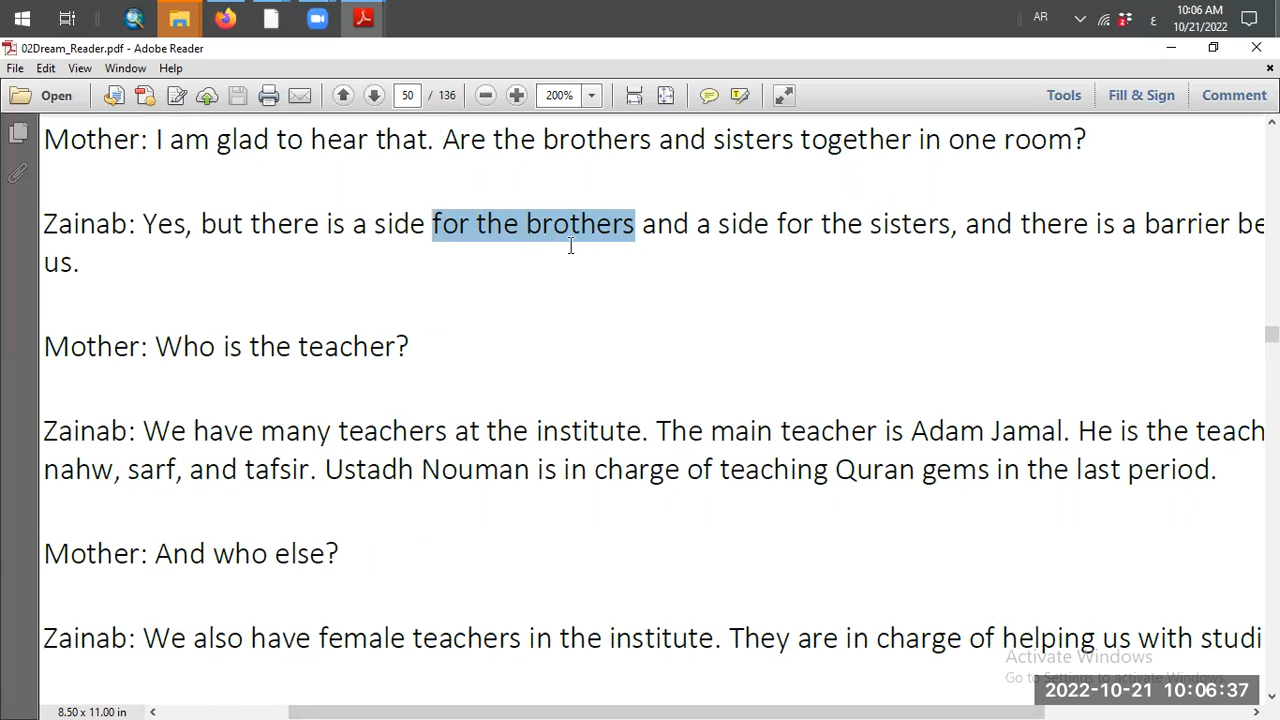 AR
ع
10:06 AM
10/21/2022
02Dream_Reader.pdf - Adobe Reader
File Edit View Window Help
Open
50 / 136
200%
Tools Fill & Sign Comment
Mother: I am glad to hear that. Are the brothers and sisters together in one room?
Zainab: Yes, but there is a side for the brothers and a side for the sisters, and there is a barrier be
us.
Mother: Who is the teacher?
Zainab: We have many teachers at the institute. The main teacher is Adam Jamal. He is the teach
nahw, sarf, and tafsir. Ustadh Nouman is in charge of teaching Quran gems in the last period.
Mother: And who else?
Zainab: We also have female teachers in the institute. They are in charge of helping us with studi
Activate Windows
Go to Settings to activate Windows.
2022-10-21 10:06:37
8.50 x 11.00 in